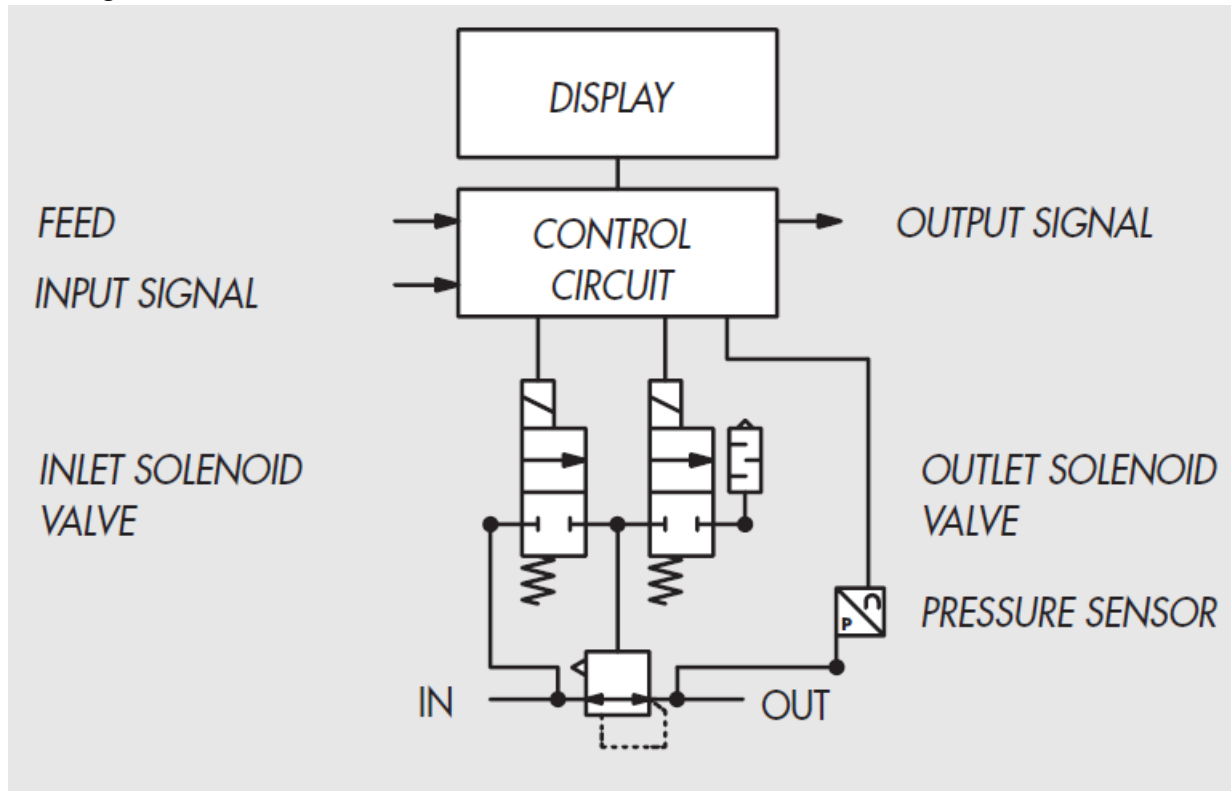 DISPLAY
FEED
INPUT SIGNAL
CONTROL
CIRCUIT
OUTPUT SIGNAL
INLET SOLENOID
VALVE
OUTLET SOLENOID
VALVE
P
PRESSURE SENSOR
IN
OUT